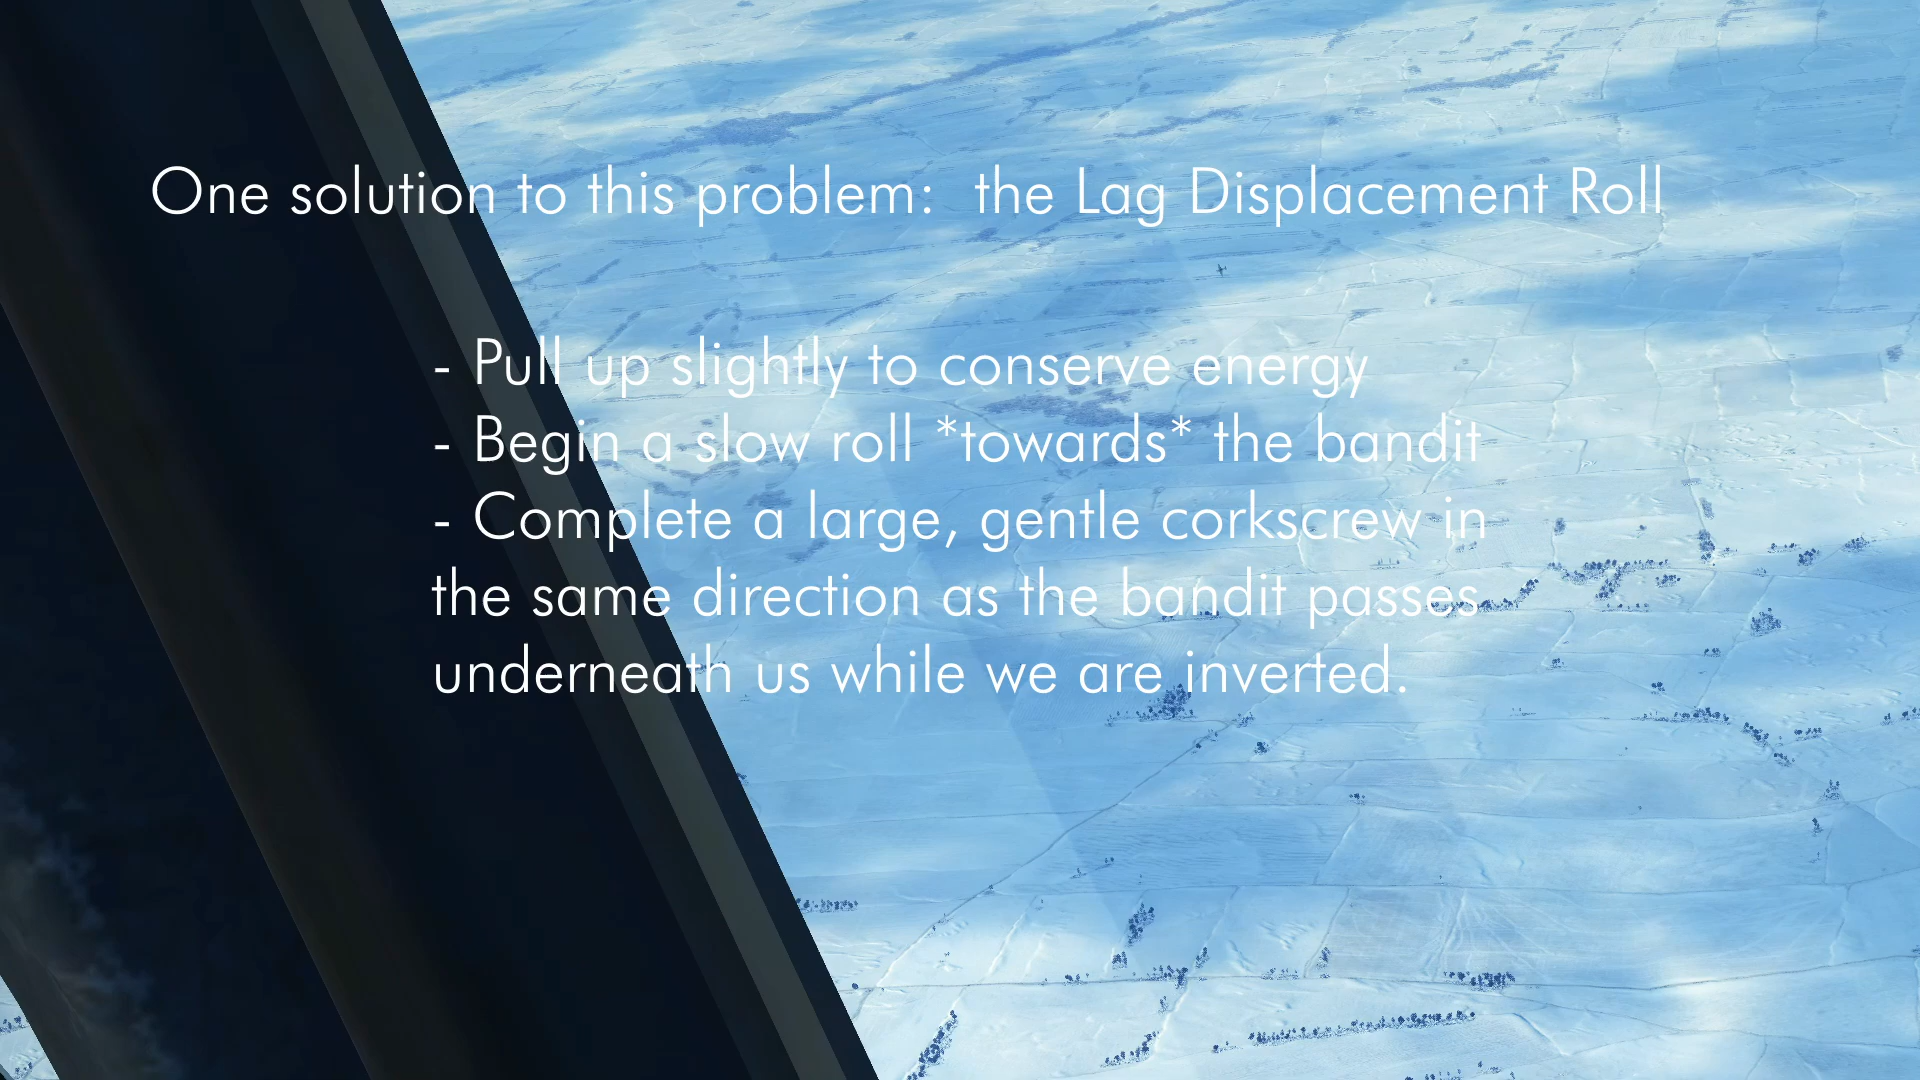 One solution to this problem:  the Lag Displacement Roll
- Pull up slightly to conserve energy
- Begin a slow roll *towards* the bandit
- Complete a large, gentle corkscrew in
the same direction as the bandit passes
underneath us while we are inverted.